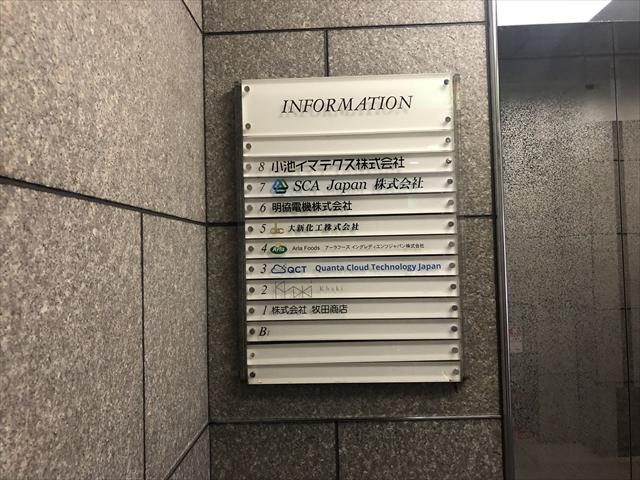 INFORMATION
8 小池イマテクス株式会社
7 SCA Japan 株式会社
6 明協電機株式会社
5 大新化工株式会社
4 Arla Arla Foods アーラフーズ イングレディエンツジャパン株式会社
3 QCT Quanta Cloud Technology Japan
2 Khaki
1 株式会社 牧田商店
B1